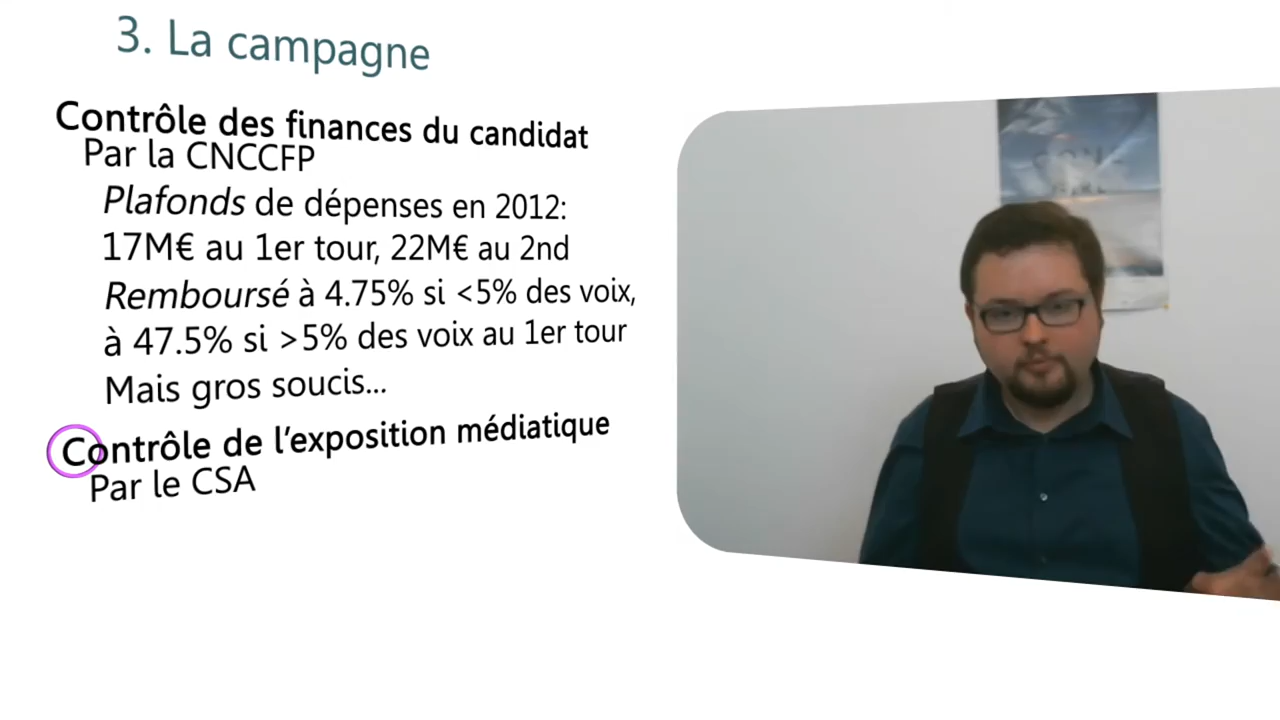 3. La campagne
Contrôle des finances du candidat
Par la CNCCFP
Plafonds de dépenses en 2012:
17M€ au 1er tour, 22M€ au 2nd
Remboursé à 4.75% si <5% des voix,
à 47.5% si >5% des voix au 1er tour
Mais gros soucis...
Contrôle de l'exposition médiatique
Par le CSA